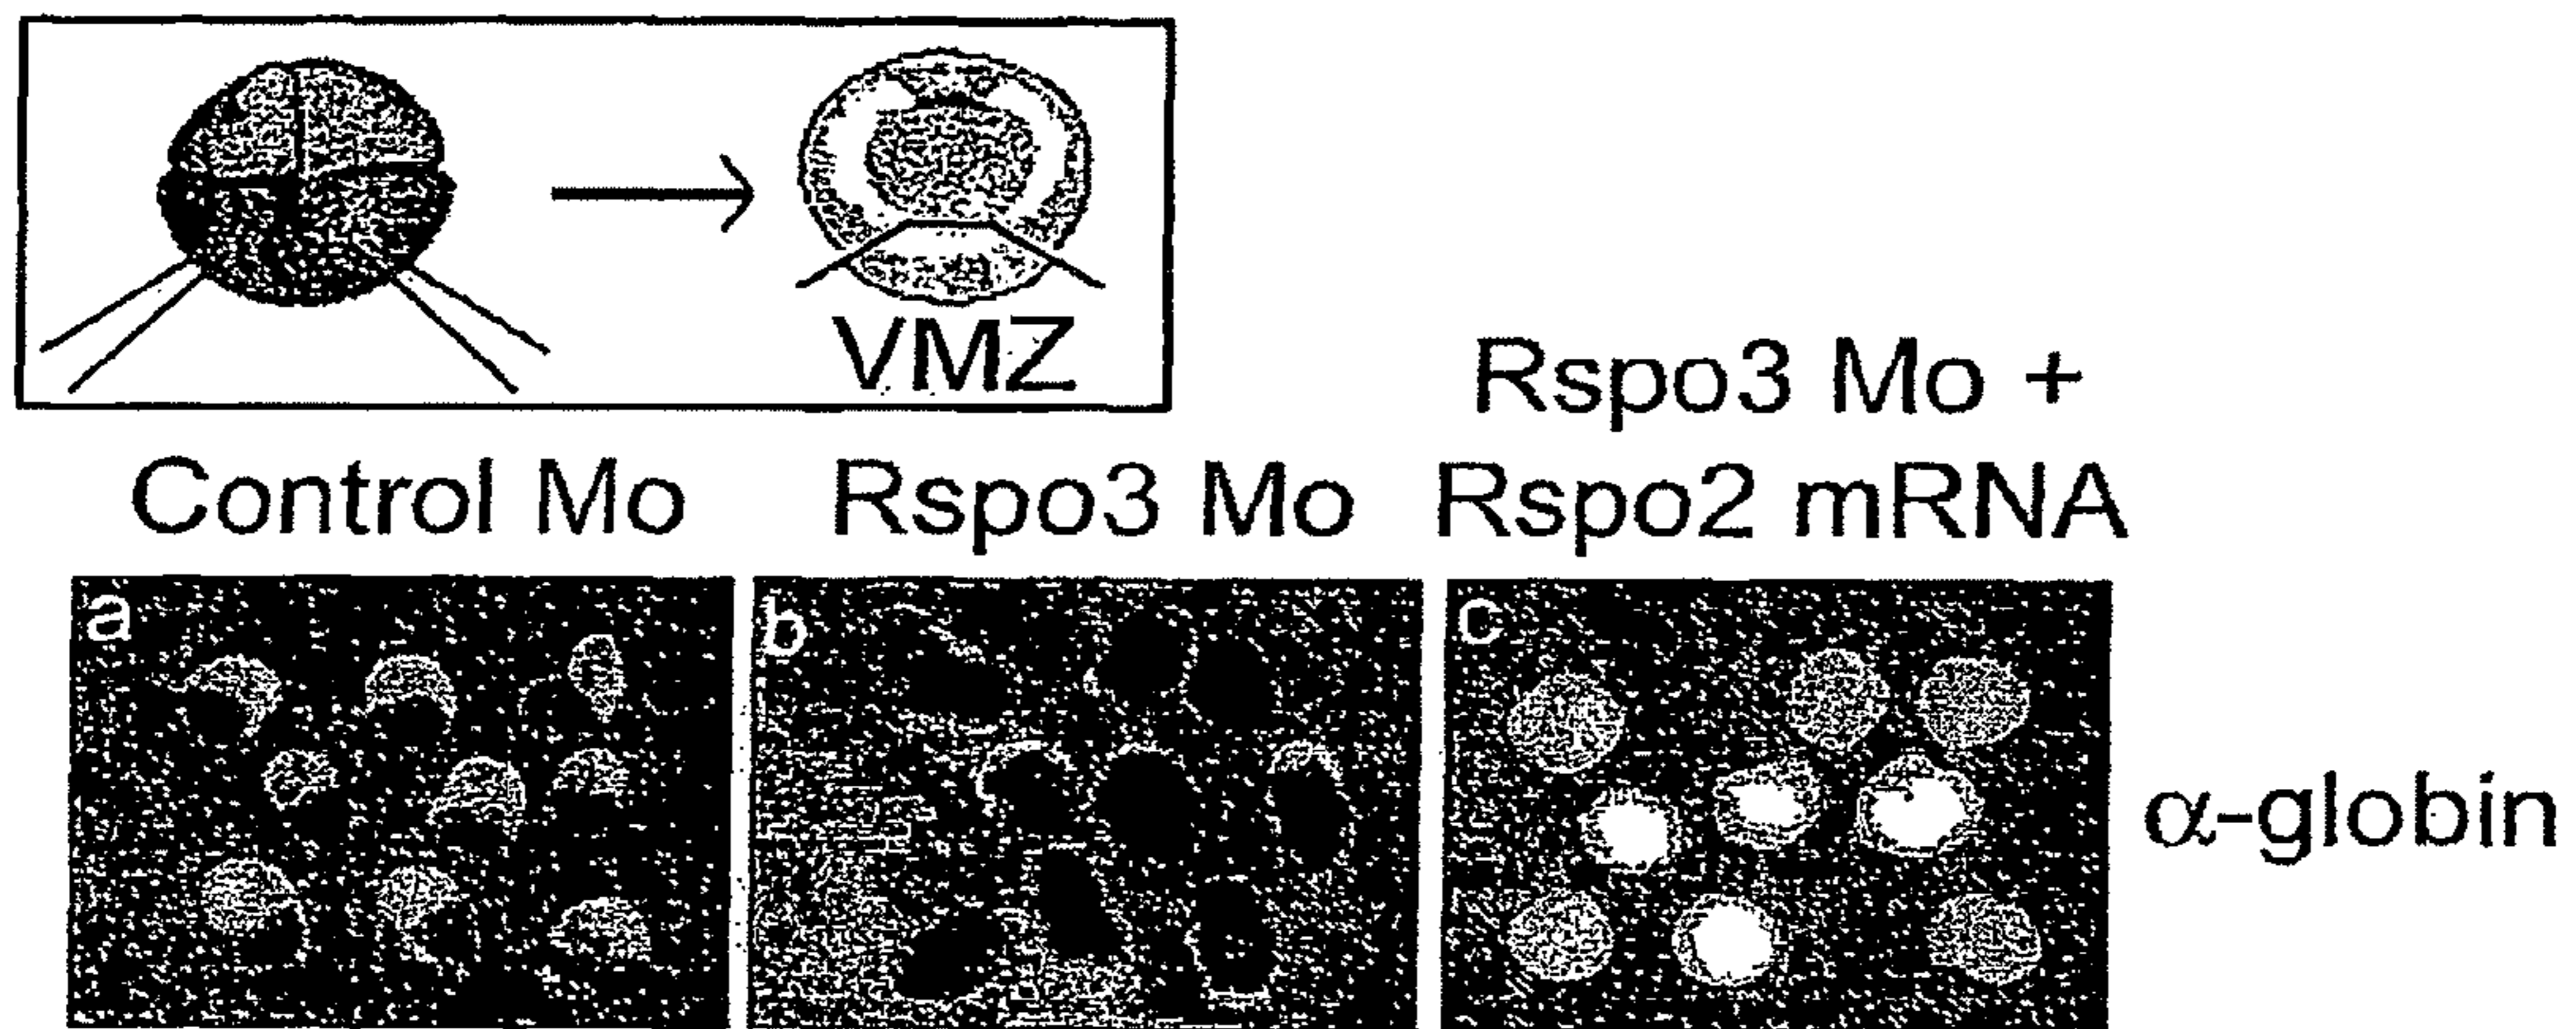 VMZ
Control Mo
Rspo3 Mo
Rspo3 Mo +
Rspo2 mRNA
a
b
c
α-globin